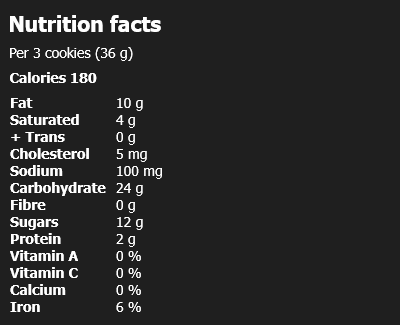 Nutrition facts
Per 3 cookies (36 g)
Calories 180
Fat 10 g
Saturated 4 g
+ Trans 0 g
Cholesterol 5 mg
Sodium 100 mg
Carbohydrate 24 g
Fibre 0 g
Sugars 12 g
Protein 2 g
Vitamin A 0 %
Vitamin C 0 %
Calcium 0 %
Iron 6 %